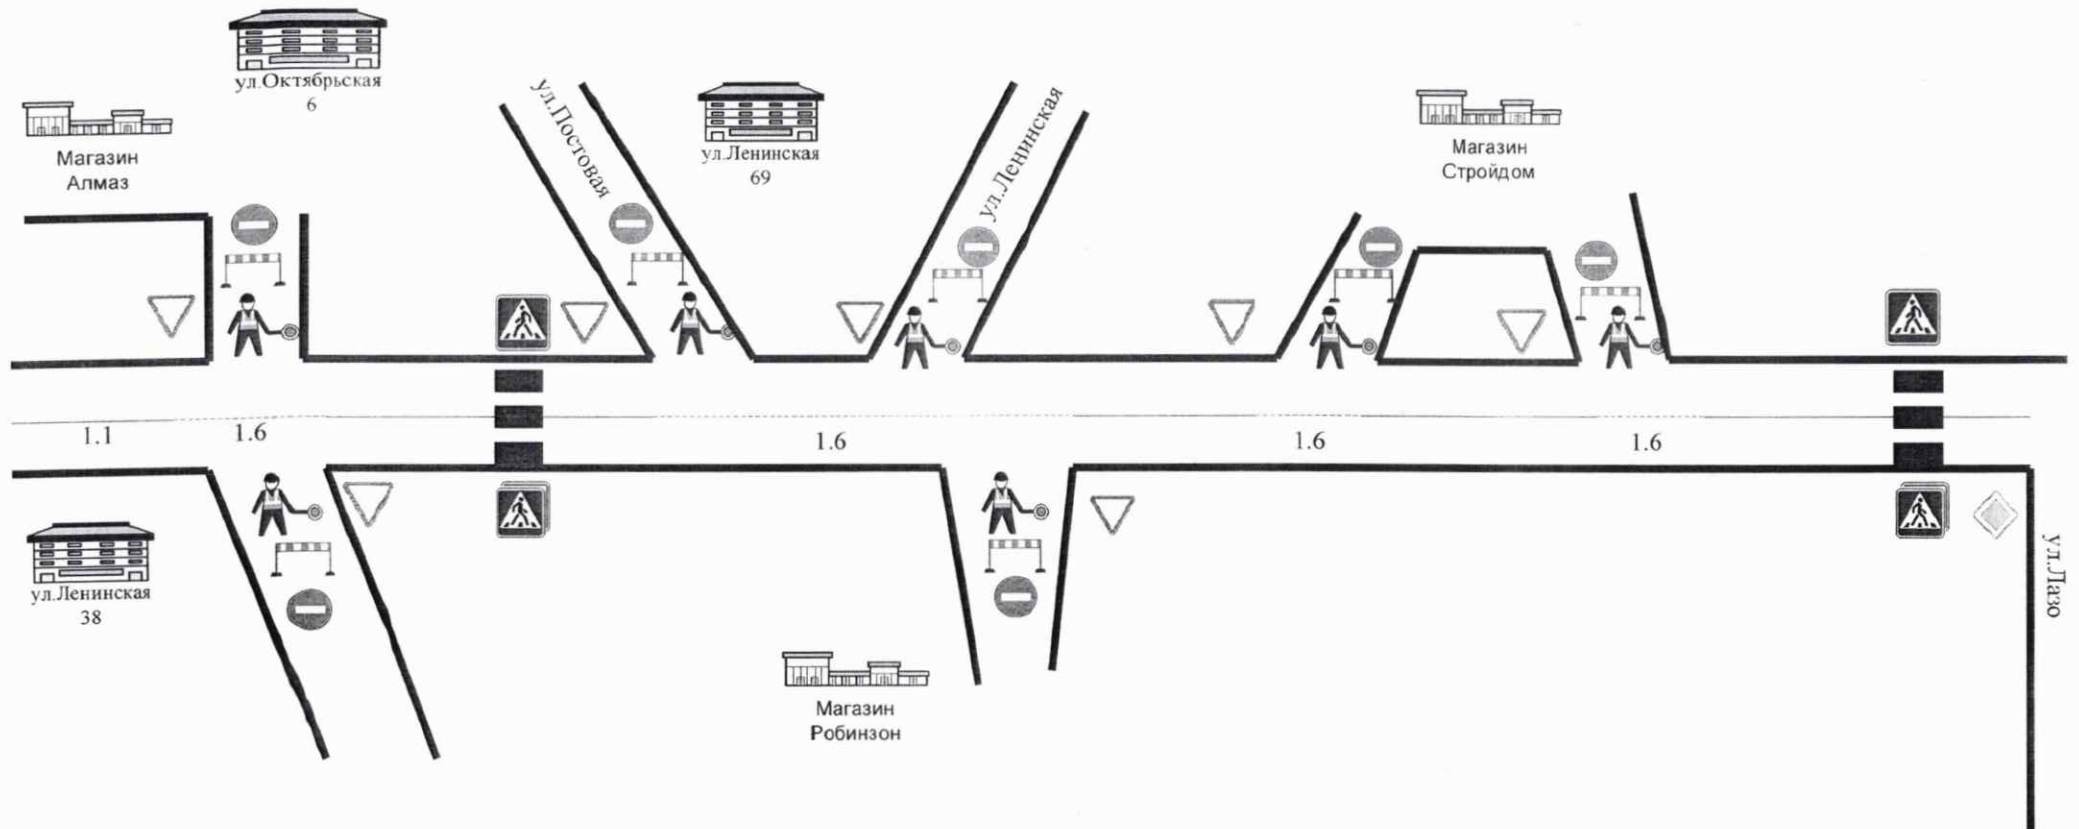 ул.Октябрьская
6
Магазин
Алмаз
ул.Постовая
ул.Ленинская
69
ул.Ленинская
Магазин
Стройдом
1.1
1.6
1.6
1.6
1.6
ул.Ленинская
38
Магазин
Робинзон
ул.Лазо